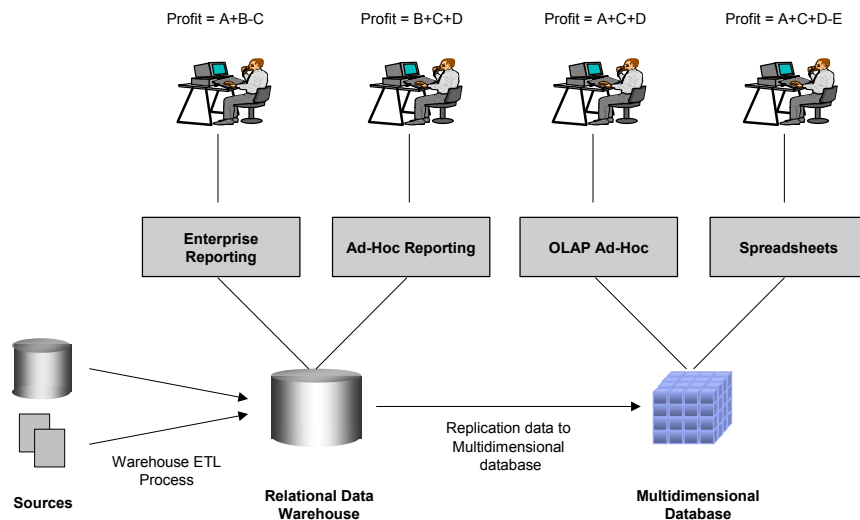 Profit = A+B-C
Profit = B+C+D
Profit = A+C+D
Profit = A+C+D-E
Enterprise
Reporting
Ad-Hoc Reporting
OLAP Ad-Hoc
Spreadsheets
Replication data to
Multidimensional
database
Warehouse ETL
Process
Sources
Relational Data
Warehouse
Multidimensional
Database